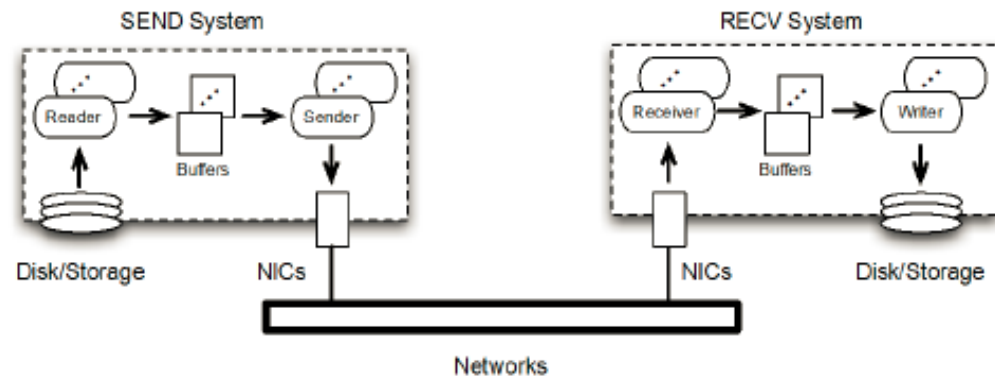 SEND System
RECV System
Reader
Sender
Receiver
Writer
Buffers
Buffers
Disk/Storage
NICs
NICs
Disk/Storage
Networks